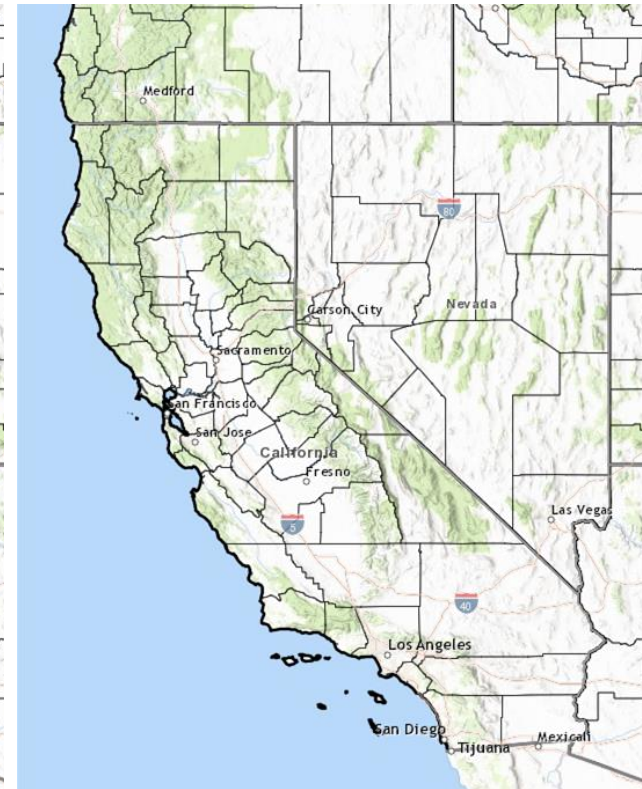 Medford
80
Nevada
Carson City
Sacramento
San Francisco
San Jose
California
Fresno
5
Las Vegas
40
Los Angeles
San Diego
Tijuana
Mexicali